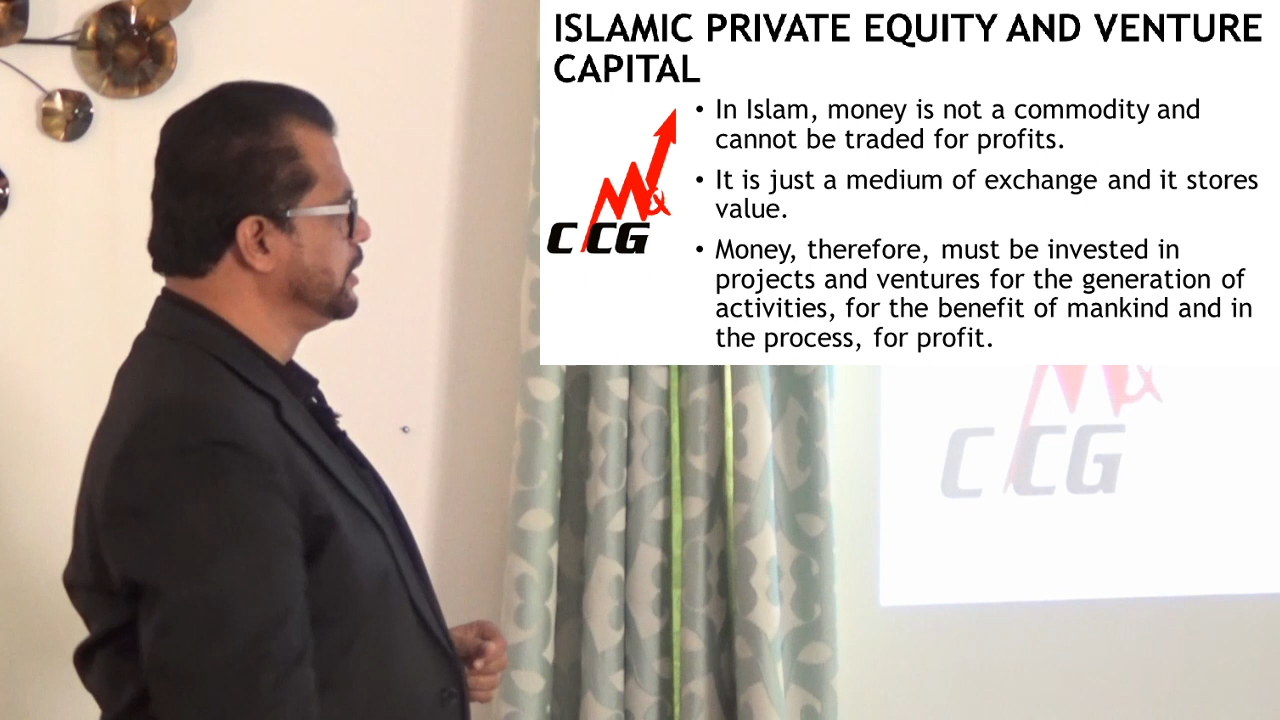 ISLAMIC PRIVATE EQUITY AND VENTURE
CAPITAL
• In Islam, money is not a commodity and
cannot be traded for profits.
• It is just a medium of exchange and it stores
value.
• Money, therefore, must be invested in
projects and ventures for the generation of
activities, for the benefit of mankind and in
the process, for profit.
M&
C CG
M&
C CG